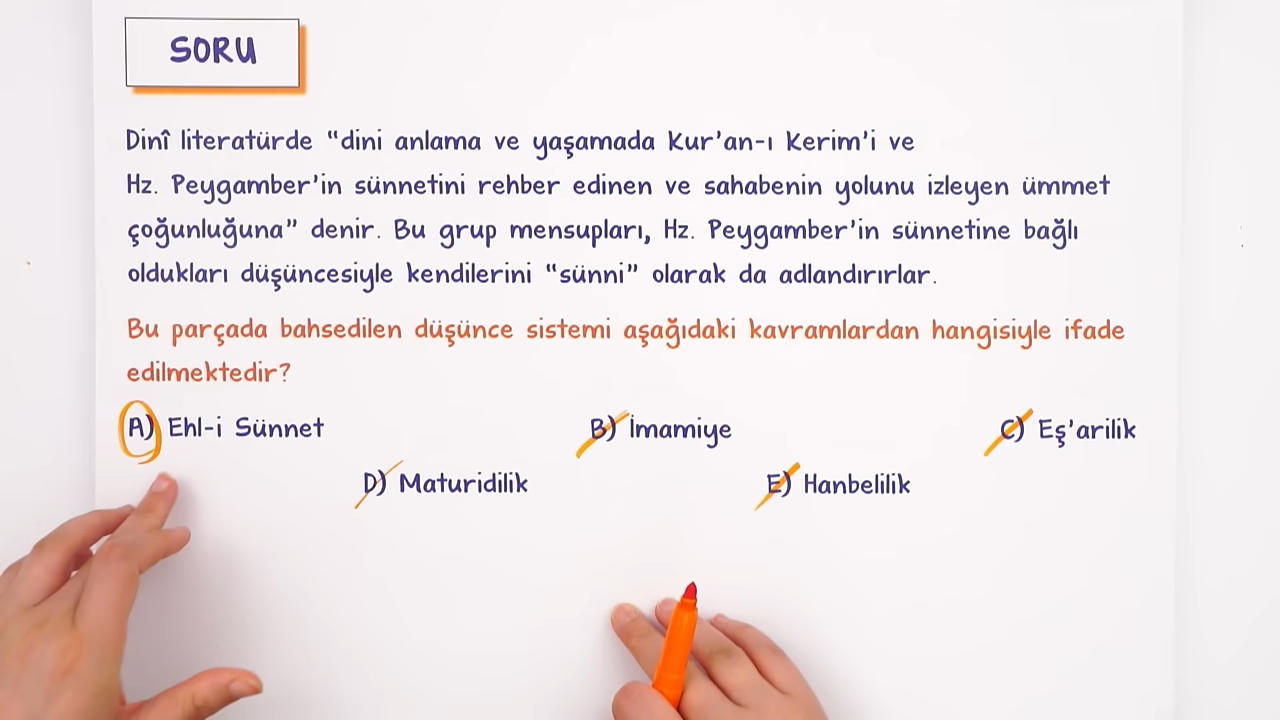 SORU
Dinî literatürde "dini anlama ve yaşamada Kur'an-ı Kerim'i ve
Hz. Peygamber'in sünnetini rehber edinen ve sahabenin yolunu izleyen ümmet
çoğunluğuna" denir. Bu grup mensupları, Hz. Peygamber'in sünnetine bağlı
oldukları düşüncesiyle kendilerini "sünni" olarak da adlandırırlar.
Bu parçada bahsedilen düşünce sistemi aşağıdaki kavramlardan hangisiyle ifade
edilmektedir?
A) Ehl-i Sünnet B) İmamiye C) Eş'arilik
D) Maturidilik E) Hanbelilik